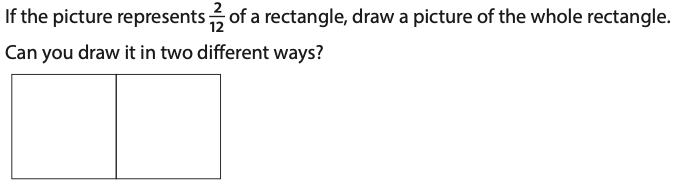 If the picture represents 2/12 of a rectangle, draw a picture of the whole rectangle.
Can you draw it in two different ways?